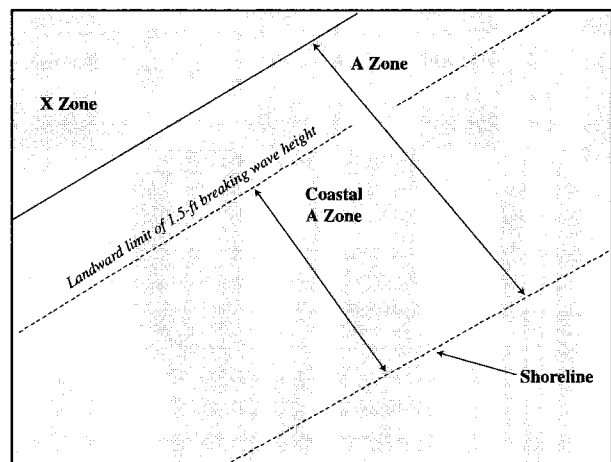 A Zone
X Zone
Landward limit of 1.5-ft breaking wave height
Coastal
A Zone
Shoreline